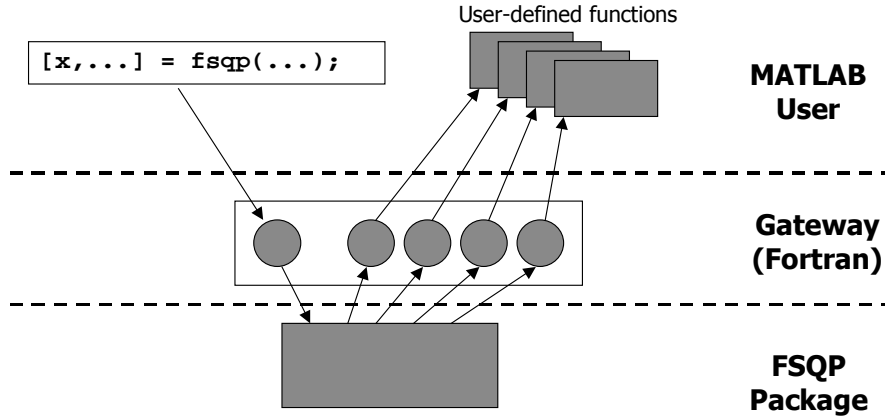 User-defined functions
[x,...] = fsqp(...);
MATLAB
User
Gateway
(Fortran)
FSQP
Package